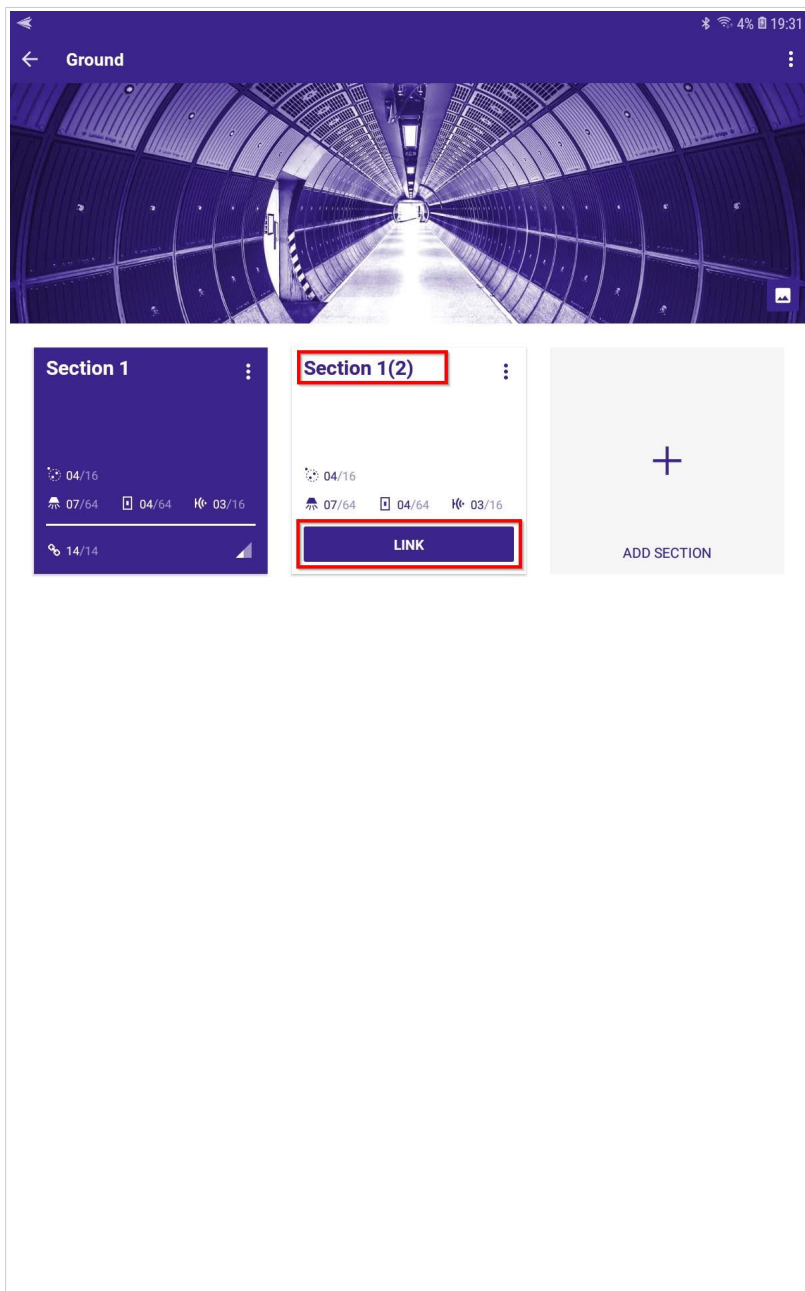 4% 19:31
Ground
Section 1
04/16
07/64 04/64 03/16
14/14
Section 1(2)
04/16
07/64 04/64 03/16
LINK
ADD SECTION